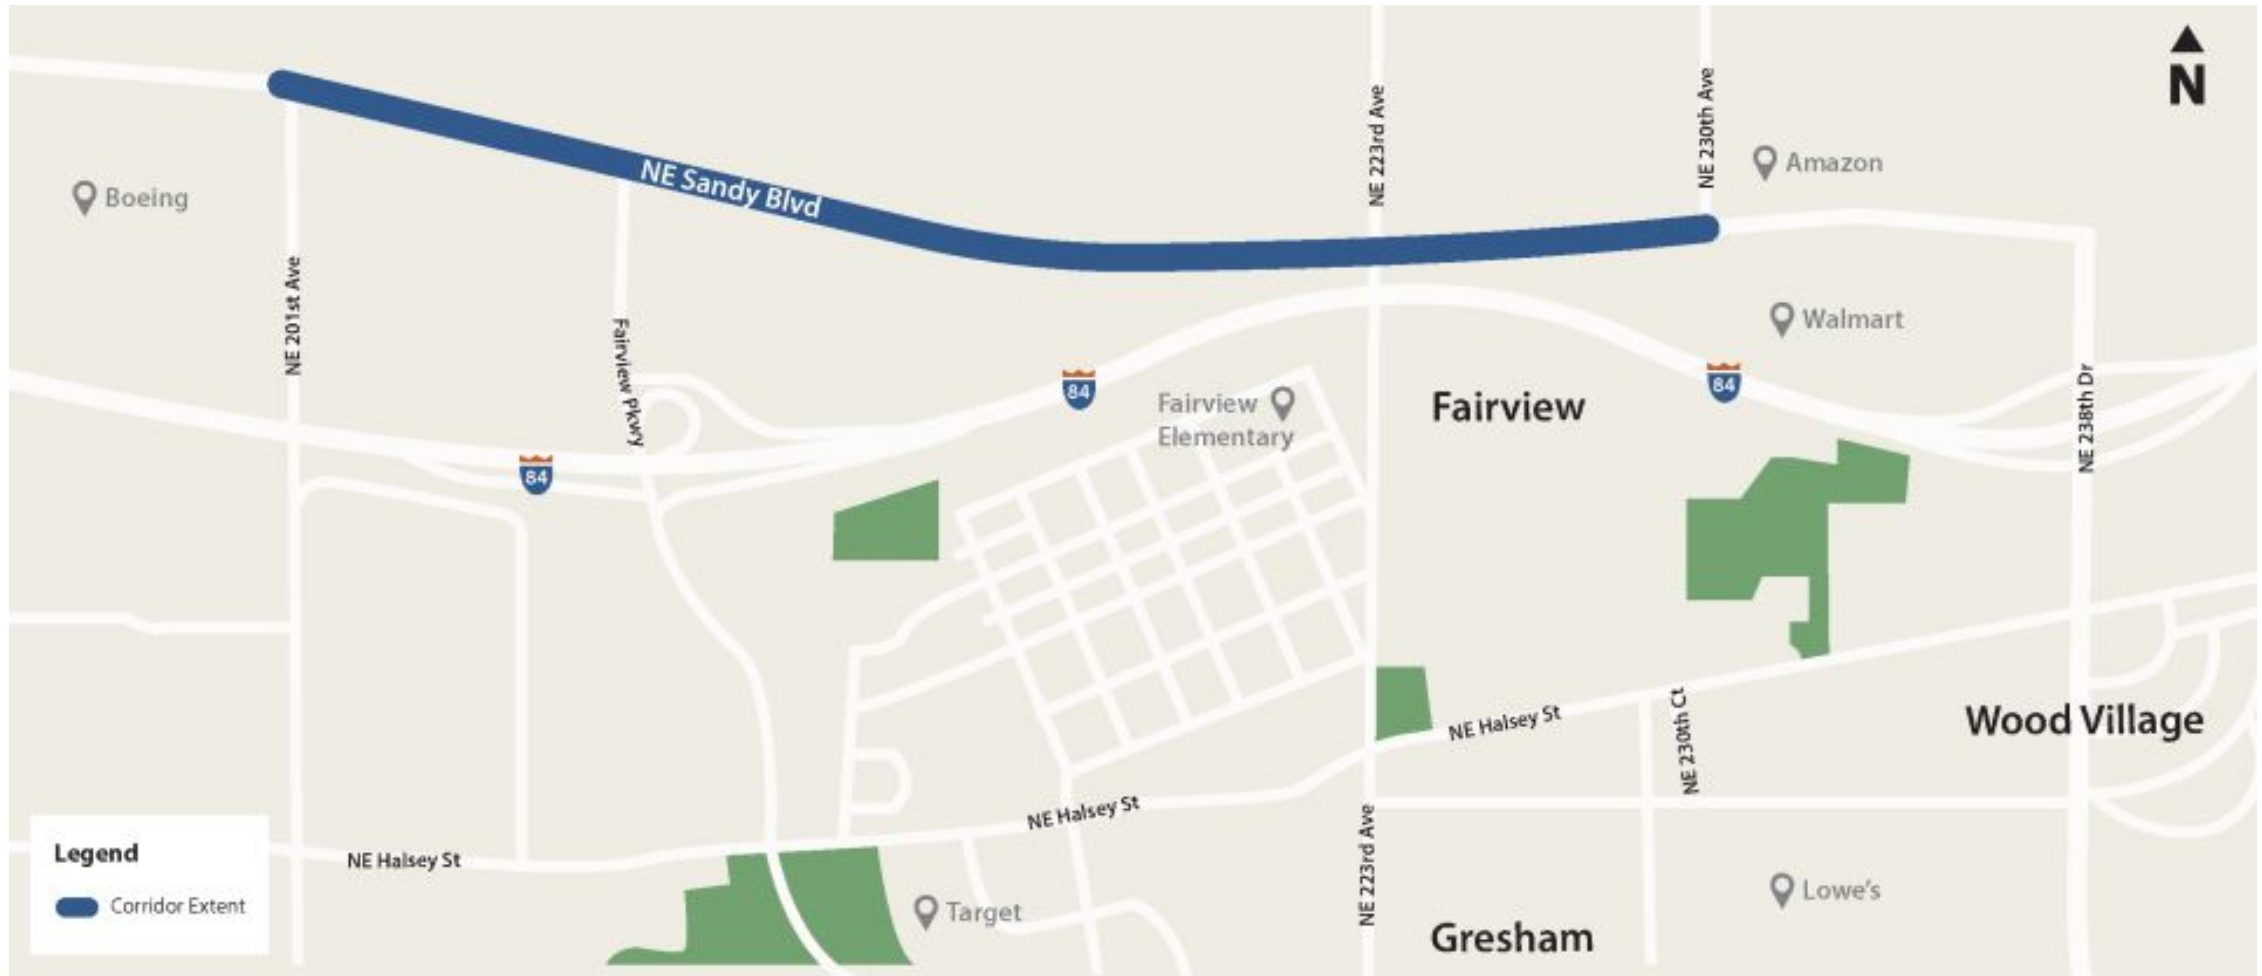 N
NE 230th Ave
NE 223rd Ave
Amazon
NE Sandy Blvd
Boeing
NE 201st Ave
Fairview Pkwy
Walmart
84
84
84
Fairview
Elementary
Fairview
NE 238th Dr
NE Halsey St
NE 230th Ct
Wood Village
NE Halsey St
NE 223rd Ave
NE Halsey St
Legend
Corridor Extent
Target
Lowe's
Gresham